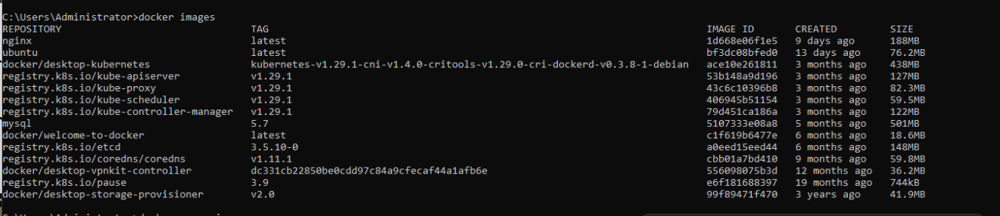 C:\Users\Administrator>docker images
REPOSITORY TAG IMAGE ID CREATED SIZE
nginx latest 1d668e06f1e5 9 days ago 188MB
ubuntu latest bf3dc08bfed0 13 days ago 76.2MB
docker/desktop-kubernetes kubernetes-v1.29.1-cni-v1.4.0-critools-v1.29.0-cri-dockerd-v0.3.8-1-debian ace10e261811 3 months ago 438MB
registry.k8s.io/kube-apiserver v1.29.1 53b148a9d196 3 months ago 127MB
registry.k8s.io/kube-proxy v1.29.1 43c6c10396b8 3 months ago 82.3MB
registry.k8s.io/kube-scheduler v1.29.1 406945b51154 3 months ago 59.5MB
registry.k8s.io/kube-controller-manager v1.29.1 79d451ca186a 3 months ago 122MB
mysql 5.7 5107333e08a8 5 months ago 501MB
docker/welcome-to-docker latest c1f619b6477e 6 months ago 18.6MB
registry.k8s.io/etcd 3.5.10-0 a0eed15eed44 6 months ago 148MB
registry.k8s.io/coredns/coredns v1.11.1 cbb01a7bd410 9 months ago 59.8MB
docker/desktop-vpnkit-controller dc331cb22850be0cdd97c84a9cfecaf44a1afb6e 556098075b3d 12 months ago 36.2MB
registry.k8s.io/pause 3.9 e6f181688397 19 months ago 744kB
docker/desktop-storage-provisioner v2.0 99f89471f470 3 years ago 41.9MB